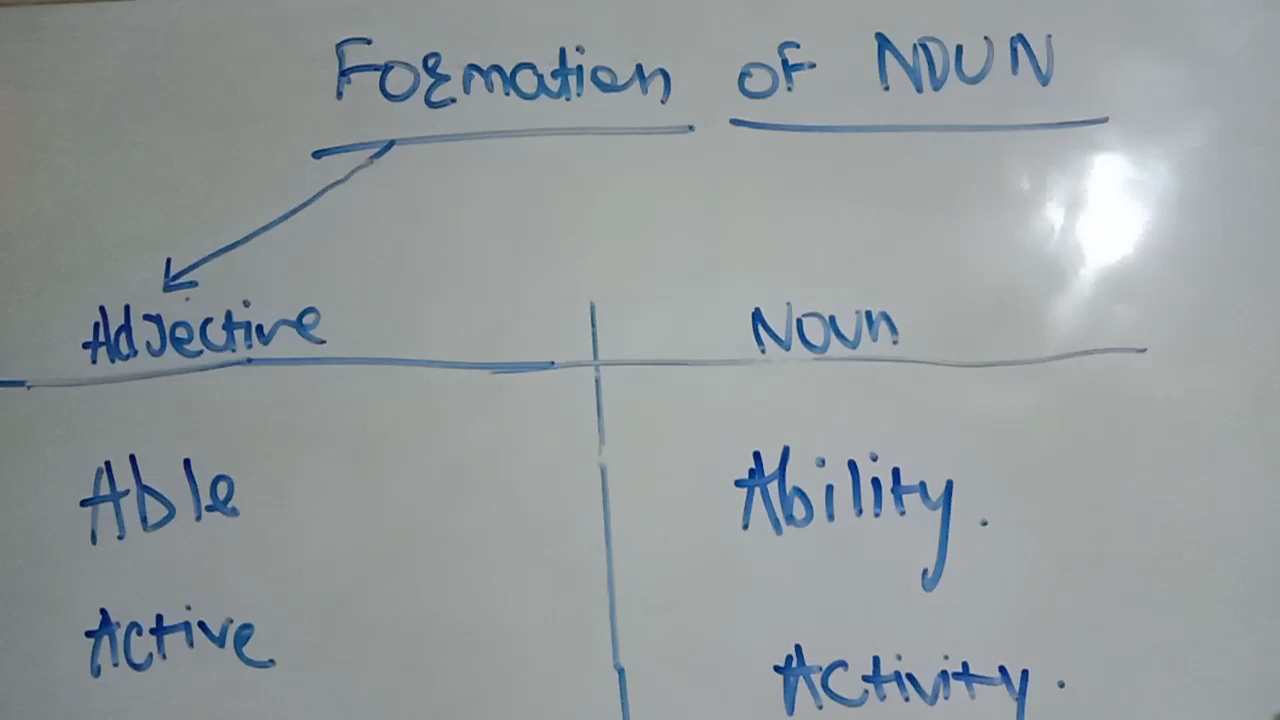 Formation of NOUN
Adjective Noun
Able Ability.
Active Activity.